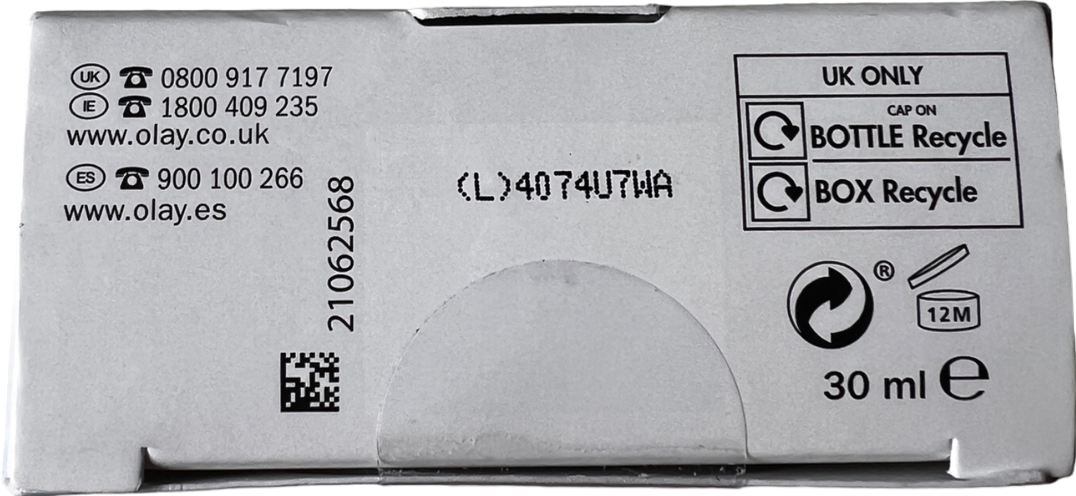 UK 0800 917 7197
IE 1800 409 235
www.olay.co.uk
ES 900 100 266
www.olay.es
21062568
(L)4074U7WA
UK ONLY
CAP ON
BOTTLE Recycle
BOX Recycle
®
12M
30 ml e